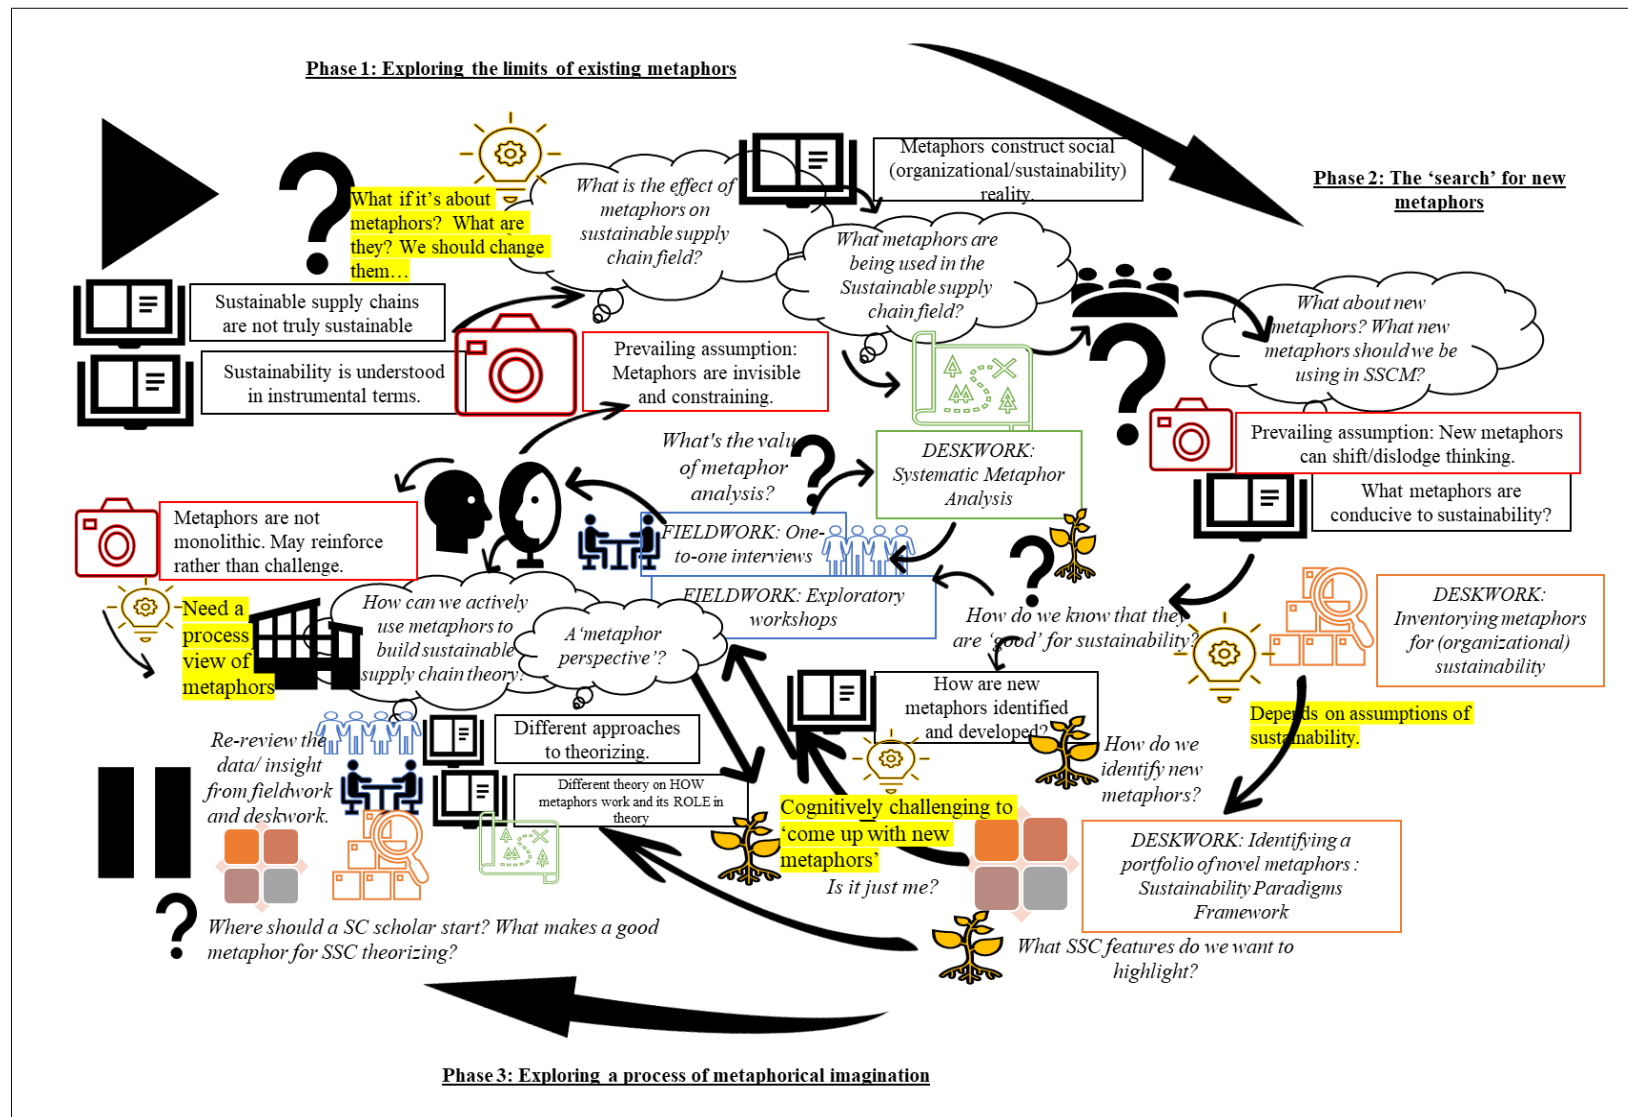 Phase 1: Exploring the limits of existing metaphors
What if it's about
metaphors? What are
they? We should change
them…
What is the effect of
metaphors on
sustainable supply
chain field?
Metaphors construct social
(organizational/sustainability)
reality.
Phase 2: The 'search' for new
metaphors
What metaphors are
being used in the
Sustainable supply
chain field?
Sustainable supply chains
are not truly sustainable
Sustainability is understood
in instrumental terms.
Prevailing assumption:
Metaphors are invisible
and constraining.
What about new
metaphors? What new
metaphors should we be
using in SSCM?
Prevailing assumption: New metaphors
can shift/dislodge thinking.
What metaphors are
conducive to sustainability?
What's the value
of metaphor
analysis?
DESKWORK:
Systematic Metaphor
Analysis
Metaphors are not
monolithic. May reinforce
rather than challenge.
FIELDWORK: One-
to-one interviews
FIELDWORK: Exploratory
workshops
How do we know that they
are 'good' for sustainability?
DESKWORK:
Inventorying metaphors
for (organizational)
sustainability
Need a
process
view of
metaphors
How can we actively
use metaphors to
build sustainable
supply chain theory?
A 'metaphor
perspective'?
How are new
metaphors identified
and developed?
Depends on assumptions of
sustainability.
Re-review the
data/ insight
from fieldwork
and deskwork.
Different approaches
to theorizing.
Different theory on HOW
metaphors work and its ROLE in
theory
How do we
identify new
metaphors?
Cognitively challenging to
'come up with new
metaphors'
Is it just me?
DESKWORK: Identifying a
portfolio of novel metaphors :
Sustainability Paradigms
Framework
Where should a SC scholar start? What makes a good
metaphor for SSC theorizing?
What SSC features do we want to
highlight?
Phase 3: Exploring a process of metaphorical imagination